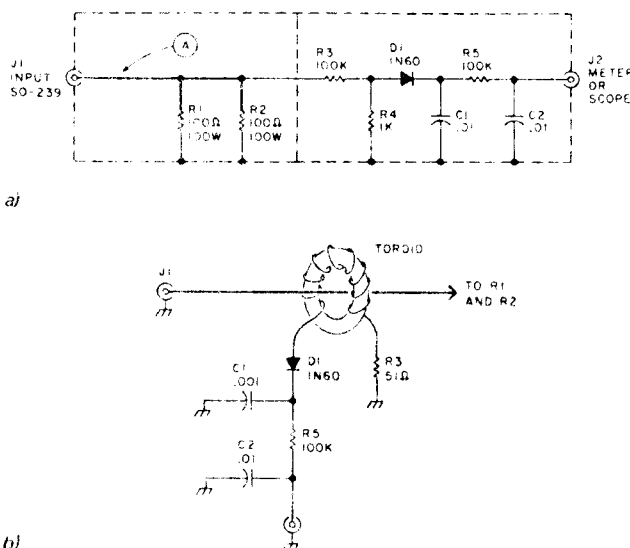 J1
INPUT
SO-239
A
R1
100Ω
100W
R2
100Ω
100W
R3
100K
R4
1K
D1
1N60
R5
100K
C1
.01
C2
.01
J2
METER
OR
SCOPE
a)
J1
TOROID
TO R1
AND R2
D1
1N60
R3
51Ω
C1
.001
R5
100K
C2
.01
b)